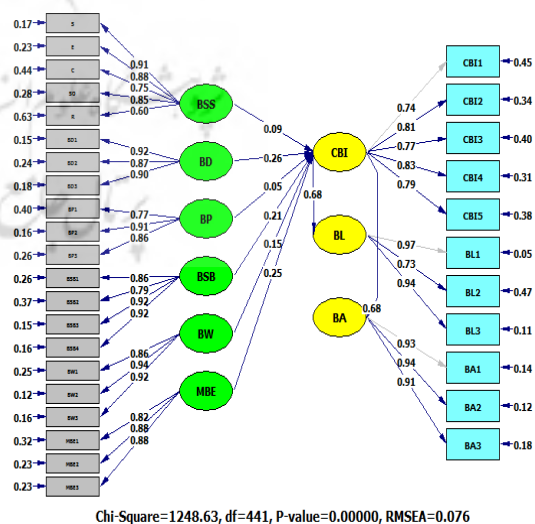 0.17 S
0.23 E
0.44 C
0.28
0.63 R
0.15 BD1
0.24 BD2
0.18 BD3
0.40 BP1
0.16 BP2
0.26 BP3
0.26 BSB1
0.37 BSB2
0.15 BSB3
0.16 BSB4
0.25 BW1
0.12 BW2
0.16 BW3
0.32 MBE1
0.23 MBE2
0.23 MBE3
0.91
0.88
0.75
0.85
0.60
0.92
0.87
0.90
0.77
0.91
0.86
0.86
0.79
0.92
0.92
0.86
0.94
0.92
0.82
0.88
0.88
BSS
BD
BP
BSB
BW
MBE
0.09
0.26
0.05
0.21
0.15
0.25
CBI
0.68
BL
BA
0.68
0.74
0.81
0.77
0.83
0.79
0.97
0.73
0.94
0.93
0.94
0.91
CBI1 0.45
CBI2 0.34
CBI3 0.40
CBI4 0.31
CBI5 0.38
BL1 0.05
BL2 0.47
BL3 0.11
BA1 0.14
BA2 0.12
BA3 0.18
Chi-Square=1248.63, df=441, P-value=0.00000, RMSEA=0.076